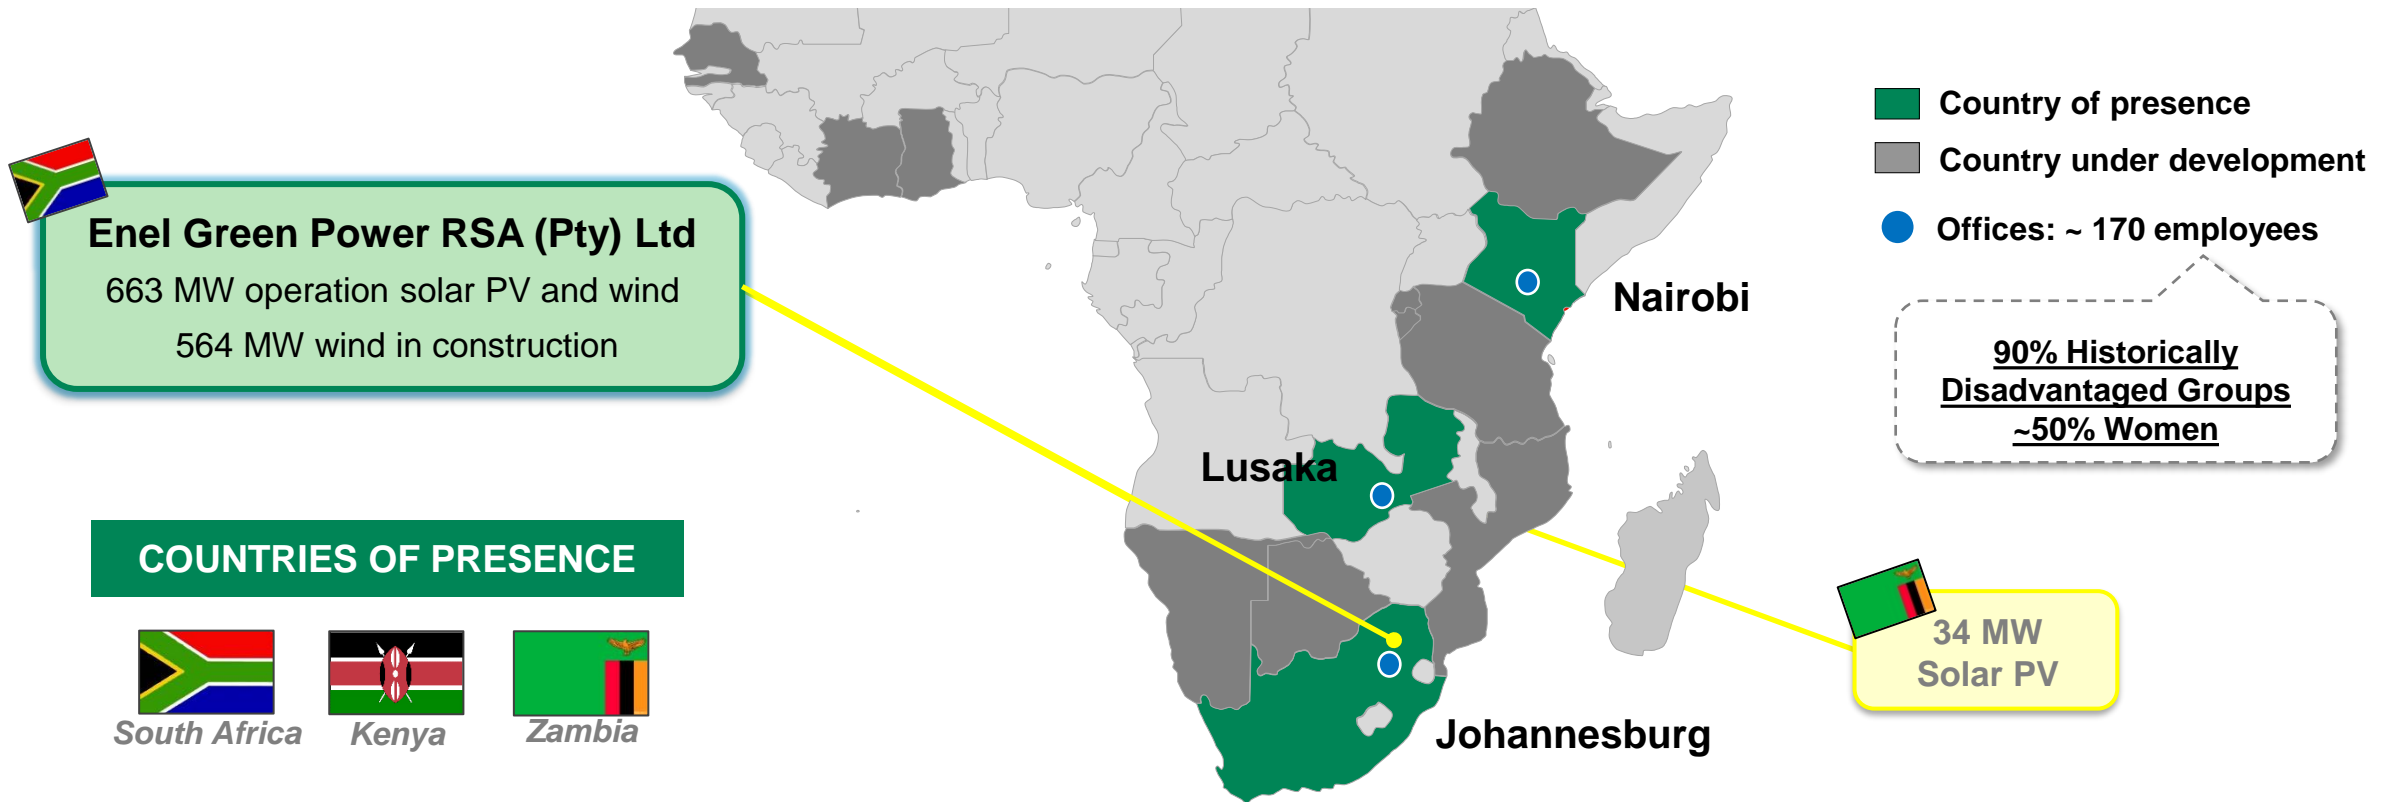 Enel Green Power RSA (Pty) Ltd
663 MW operation solar PV and wind
564 MW wind in construction
COUNTRIES OF PRESENCE
South Africa
Kenya
Zambia
Nairobi
Lusaka
Johannesburg
Country of presence
Country under development
Offices: ~ 170 employees
90% Historically
Disadvantaged Groups
~50% Women
34 MW
Solar PV